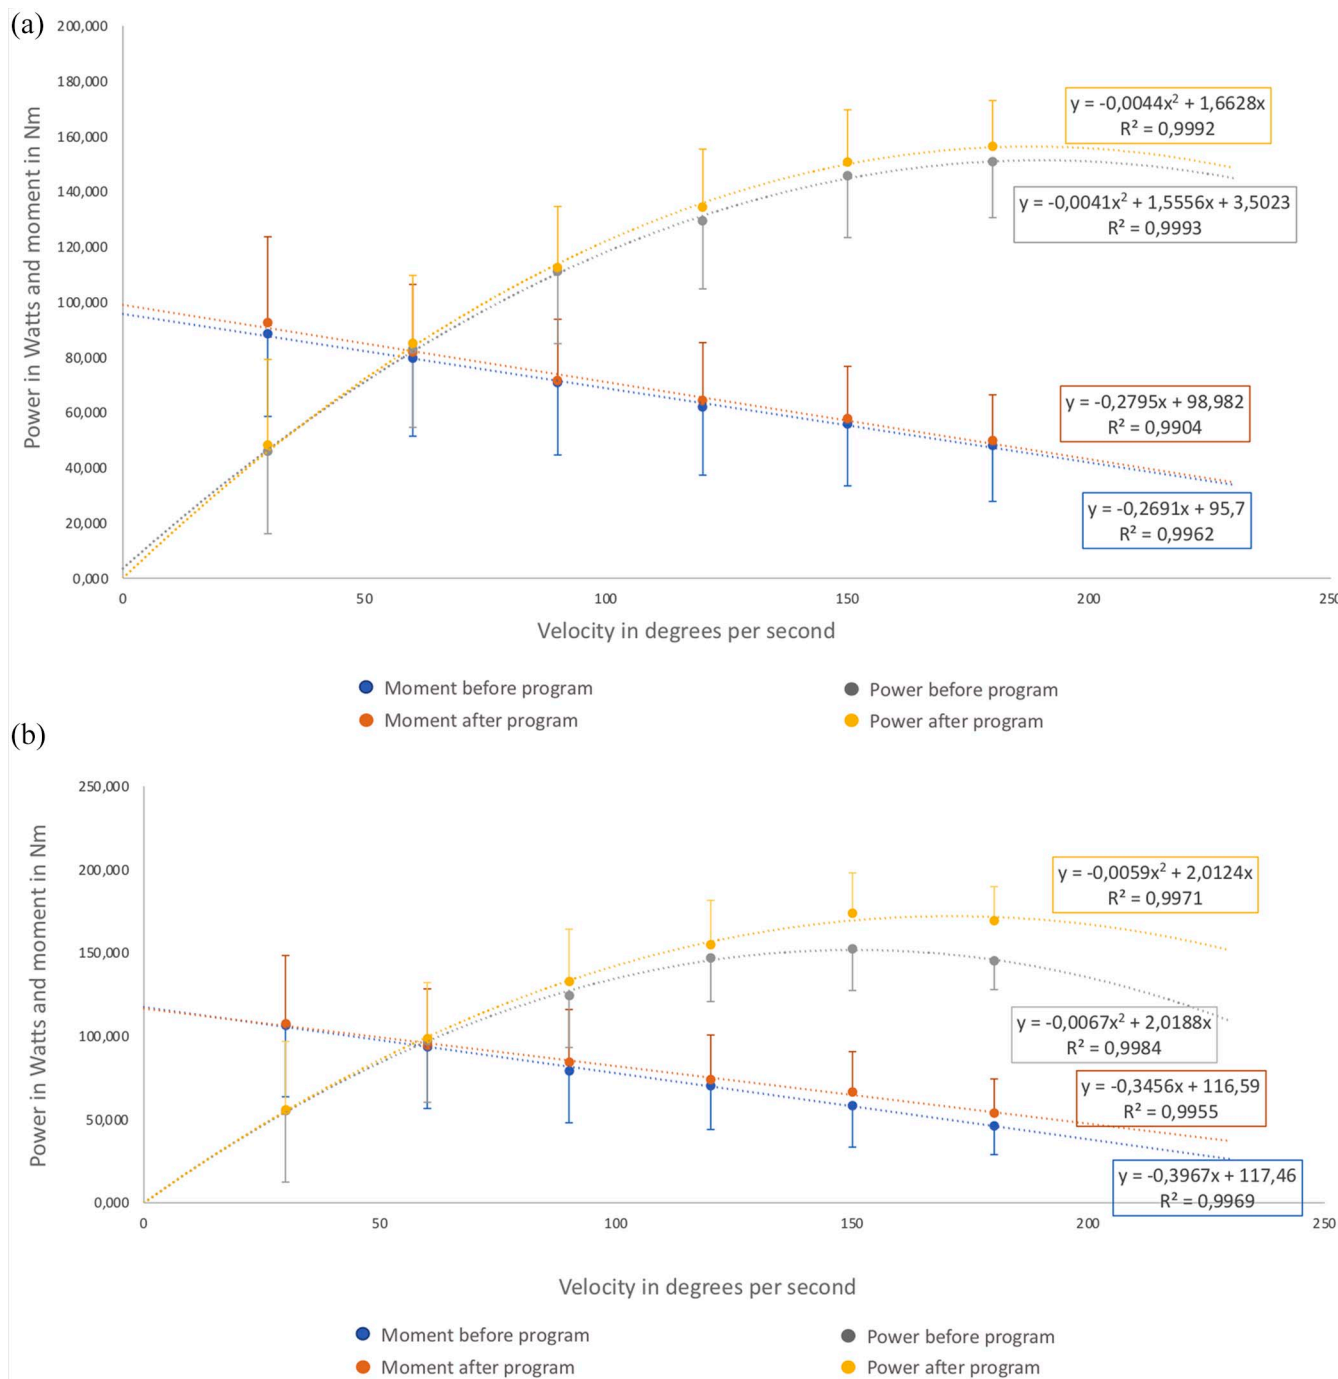 (a)
200,000
180,000
160,000
140,000
120,000
100,000
80,000
60,000
40,000
20,000
0,000
Power in Watts and moment in Nm
y = -0,0044x² + 1,6628x
R² = 0,9992
y = -0,0041x² + 1,5556x + 3,5023
R² = 0,9993
y = -0,2795x + 98,982
R² = 0,9904
y = -0,2691x + 95,7
R² = 0,9962
0 50 100 150 200 250
Velocity in degrees per second
Moment before program
Power before program
Moment after program
Power after program
(b)
250,000
200,000
150,000
100,000
50,000
0,000
Power in Watts and moment in Nm
y = -0,0059x² + 2,0124x
R² = 0,9971
y = -0,0067x² + 2,0188x
R² = 0,9984
y = -0,3456x + 116,59
R² = 0,9955
y = -0,3967x + 117,46
R² = 0,9969
0 50 100 150 200 250
Velocity in degrees per second
Moment before program
Power before program
Moment after program
Power after program